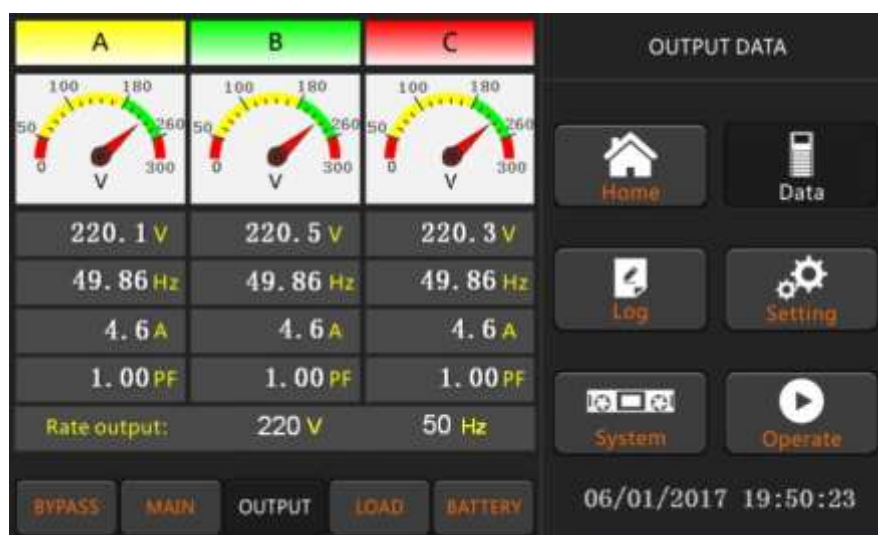 A B C OUTPUT DATA
100 180 100 180 100 180
50 260 50 260 50 260
0 300 0 300 0 300
V V V
Home Data
220.1 V 220.5 V 220.3 V
49.86 Hz 49.86 Hz 49.86 Hz
Log Setting
4.6 A 4.6 A 4.6 A
1.00 PF 1.00 PF 1.00 PF
Rate output: 220 V 50 Hz
System Operate
BYPASS MAIN OUTPUT LOAD BATTERY
06/01/2017 19:50:23